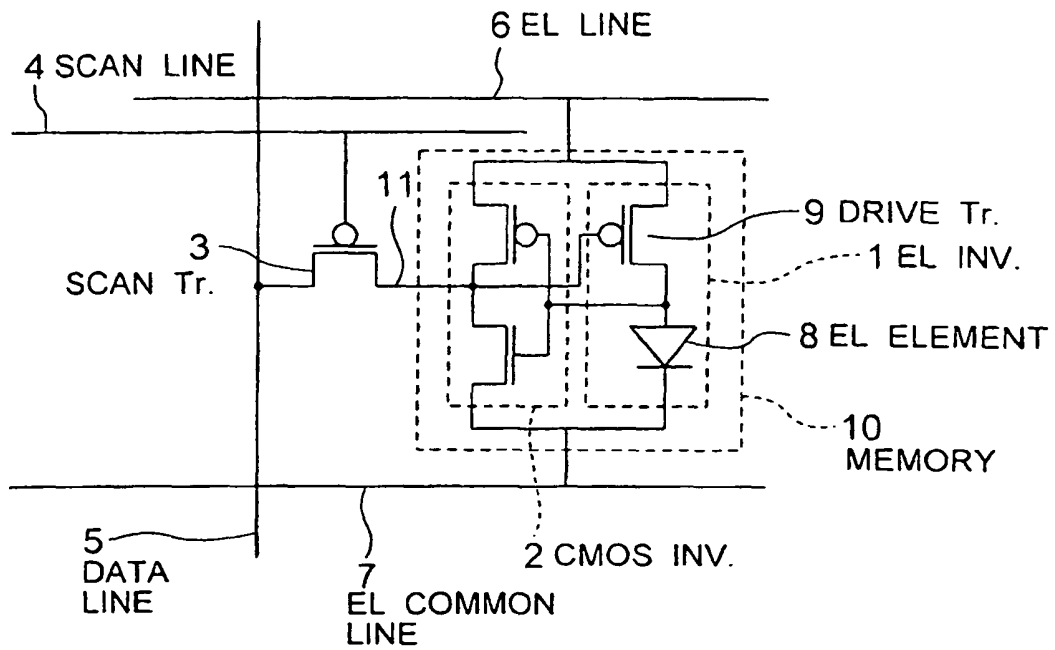 6 EL LINE
4 SCAN LINE
11
3
SCAN Tr.
9 DRIVE Tr.
1 EL INV.
8 EL ELEMENT
10
MEMORY
2 CMOS INV.
5
DATA
LINE
7
EL COMMON
LINE